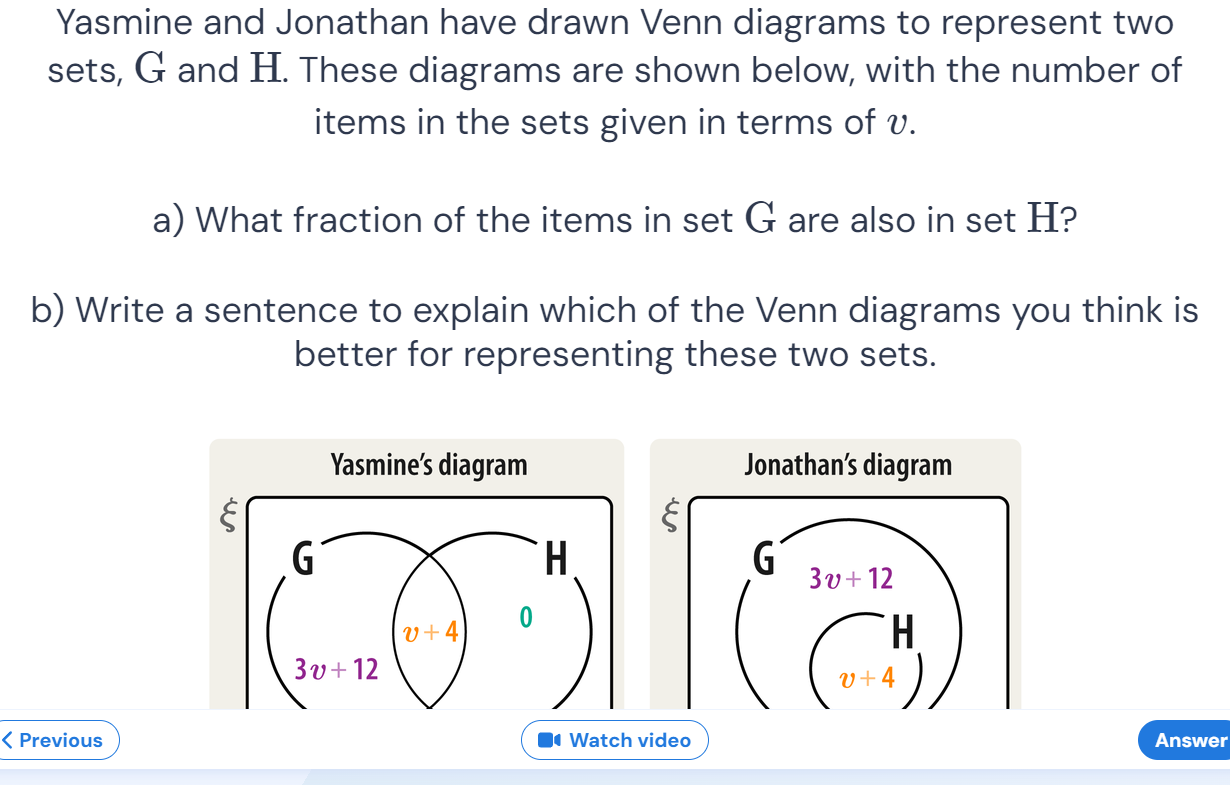 Yasmine and Jonathan have drawn Venn diagrams to represent two
sets, G and H. These diagrams are shown below, with the number of
items in the sets given in terms of v.
a) What fraction of the items in set G are also in set H?
b) Write a sentence to explain which of the Venn diagrams you think is
better for representing these two sets.
Yasmine's diagram
ξ
G
H
0
v + 4
3v + 12
Jonathan's diagram
ξ
G
3v + 12
H
v + 4
Previous
Watch video
Answer